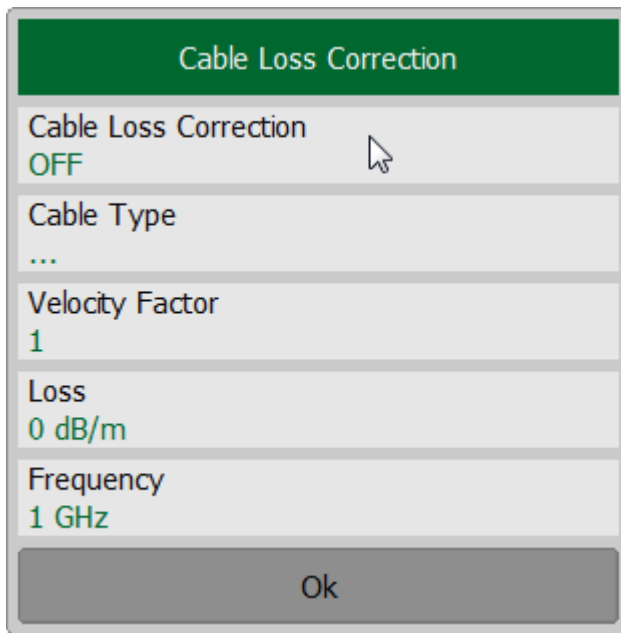 Cable Loss Correction
Cable Loss Correction
OFF
Cable Type
...
Velocity Factor
1
Loss
0 dB/m
Frequency
1 GHz
Ok